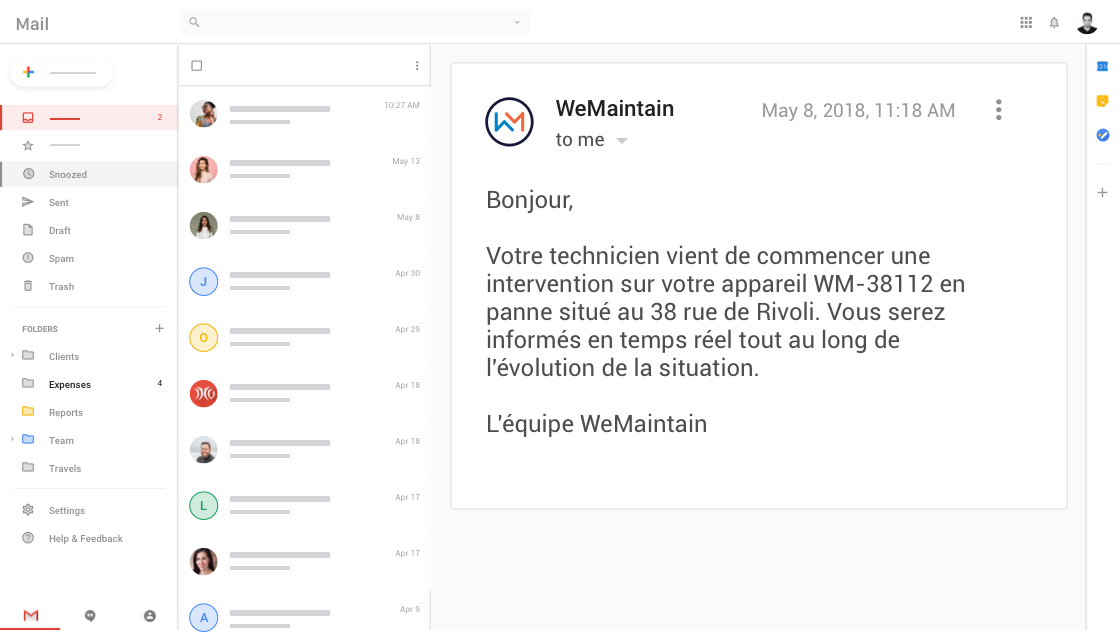 Mail
2
Snoozed
Sent
Draft
Spam
Trash
FOLDERS
Clients
Expenses 4
Reports
Team
Travels
Settings
Help & Feedback
10:27 AM
May 13
May 8
J Apr 30
O Apr 29
Apr 18
Apr 18
L Apr 17
Apr 17
A Apr 9
WeMaintain May 8, 2018, 11:18 AM
to me
Bonjour,
Votre technicien vient de commencer une
intervention sur votre appareil WM-38112 en
panne situé au 38 rue de Rivoli. Vous serez
informés en temps réel tout au long de
l'évolution de la situation.
L'équipe WeMaintain